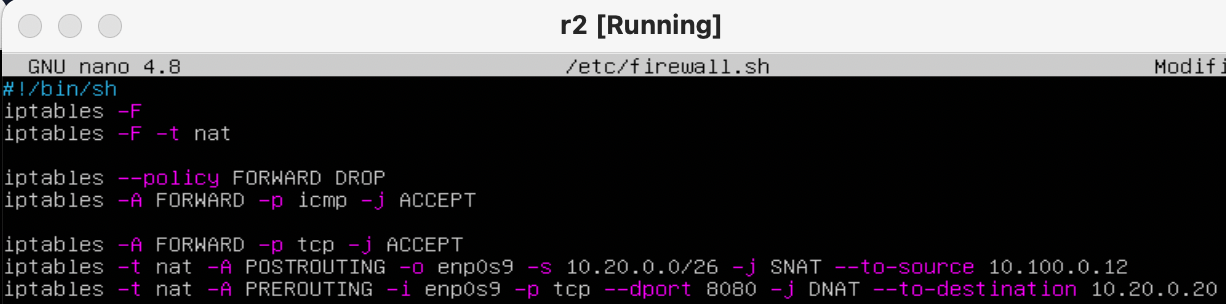 r2 [Running]
GNU nano 4.8 /etc/firewall.sh Modifi
#!/bin/sh
iptables -F
iptables -F -t nat
iptables --policy FORWARD DROP
iptables -A FORWARD -p icmp -j ACCEPT
iptables -A FORWARD -p tcp -j ACCEPT
iptables -t nat -A POSTROUTING -o enp0s9 -s 10.20.0.0/26 -j SNAT --to-source 10.100.0.12
iptables -t nat -A PREROUTING -i enp0s9 -p tcp --dport 8080 -j DNAT --to-destination 10.20.0.20